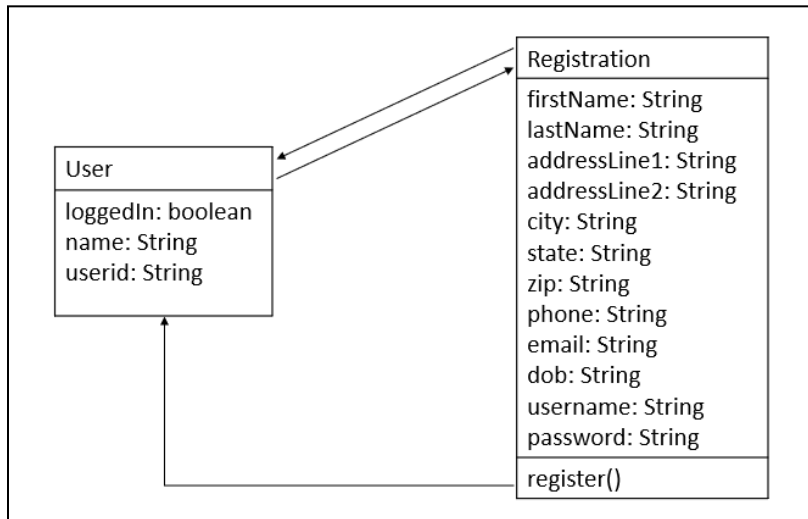 User
loggedIn: boolean
name: String
userid: String
Registration
firstName: String
lastName: String
addressLine1: String
addressLine2: String
city: String
state: String
zip: String
phone: String
email: String
dob: String
username: String
password: String
register()